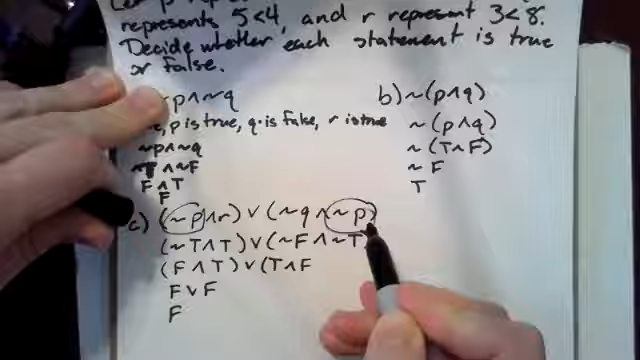 represents 5<4, and r represent 3<8.
Decide whether each statement is true
or false.
~p∧~q
b) ~(p∧q)
p is true, q is false, r is true
~(p∧q)
~p∧~q
~(T∧F)
~T∧~F
~F
F∧T
T
F
c) (~p∧r)∨(~q∧~p)
(~T∧T)∨(~F∧~T)
(F∧T)∨(T∧F
F∨F
F